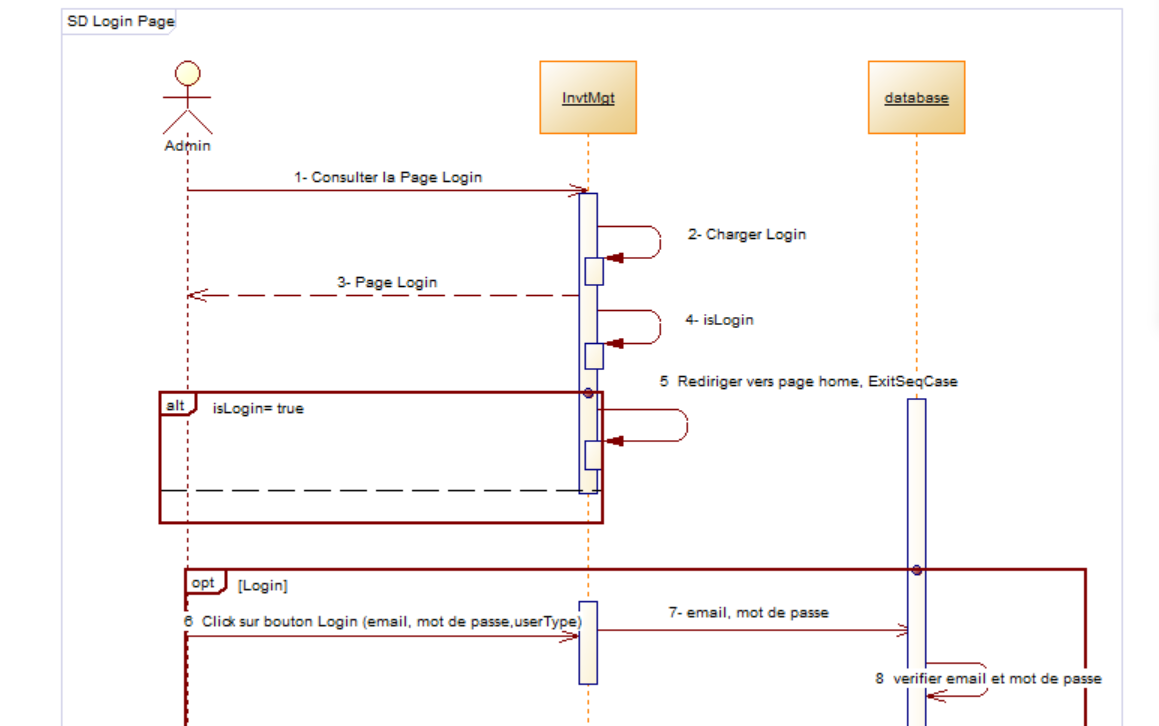 SD Login Page
Admin
InvtMgt
database
1- Consulter la Page Login
2- Charger Login
3- Page Login
4- isLogin
5 Rediriger vers page home, ExitSeqCase
alt
isLogin= true
opt
[Login]
6 Click sur bouton Login (email, mot de passe,userType)
7- email, mot de passe
8 verifier email et mot de passe